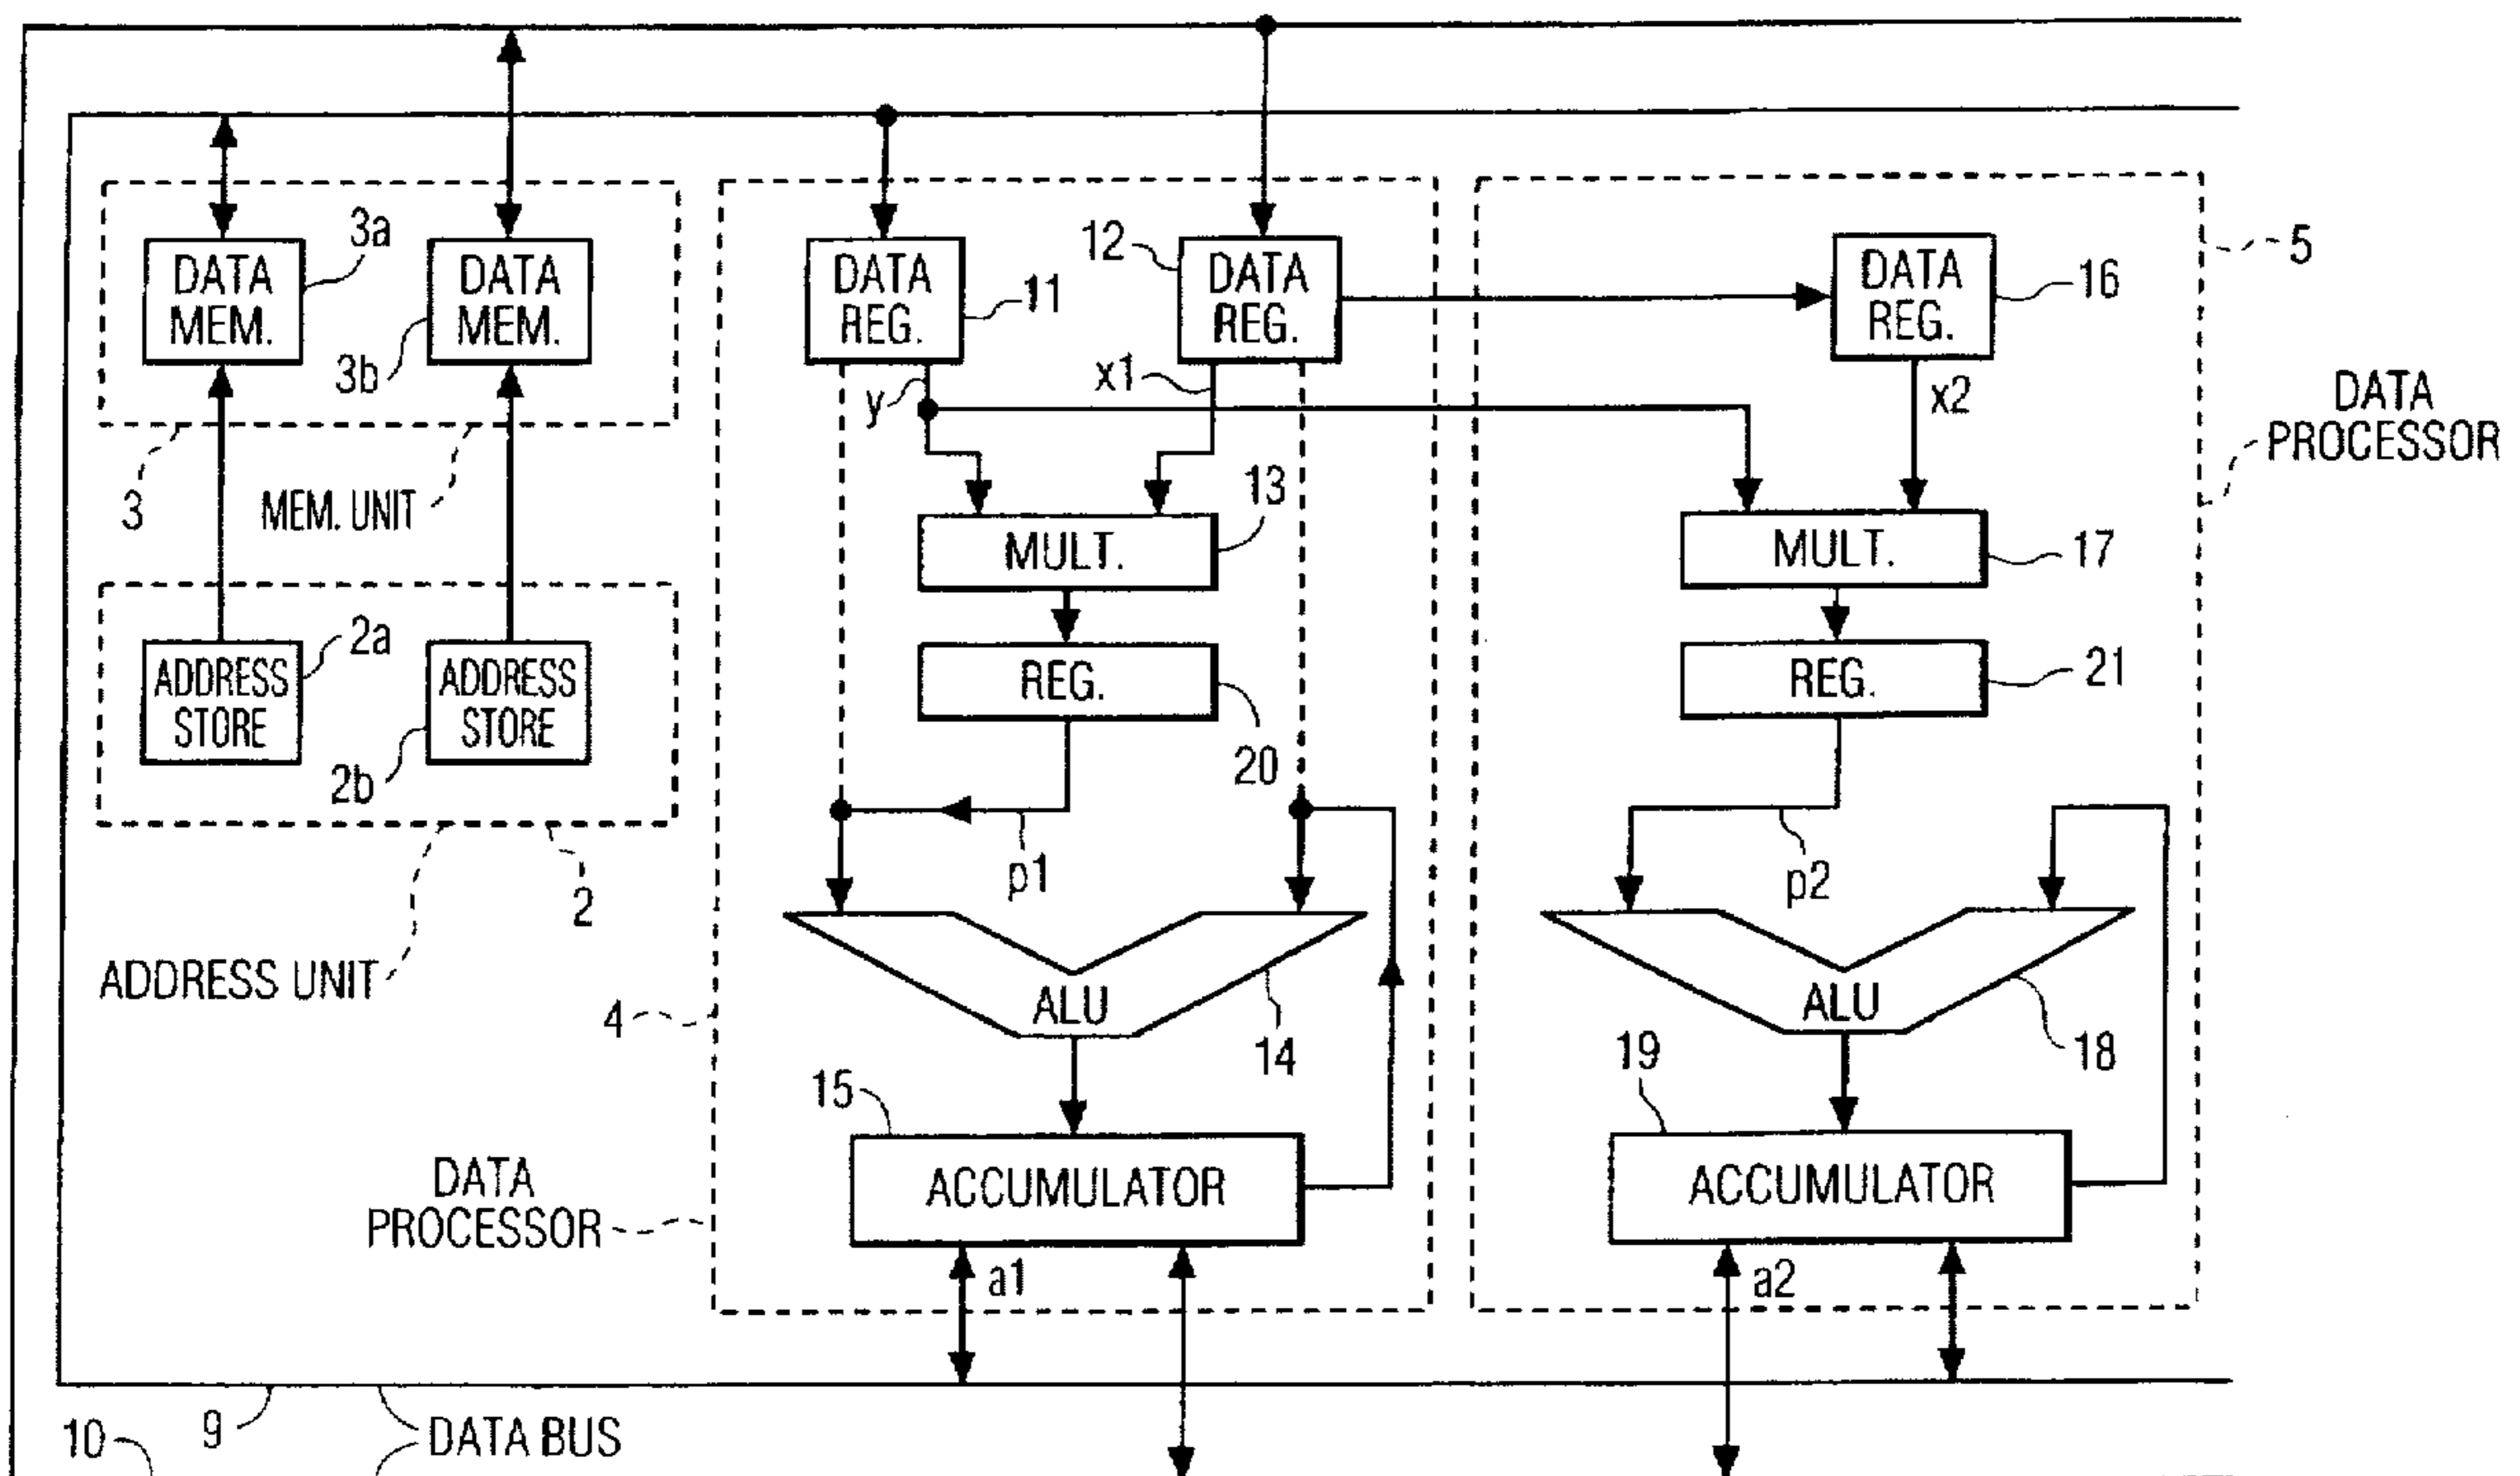 DATA
MEM.
3a
DATA
MEM.
3b
3
MEM. UNIT
ADDRESS
STORE
2a
ADDRESS
STORE
2b
2
ADDRESS UNIT
DATA
REG.
11
12
DATA
REG.
DATA
REG.
16
5
y
x1
x2
DATA
PROCESSOR
13
MULT.
MULT.
17
REG.
20
REG.
21
p1
p2
4
ALU
14
ALU
18
15
19
ACCUMULATOR
ACCUMULATOR
DATA
PROCESSOR
a1
a2
10
9
DATA BUS